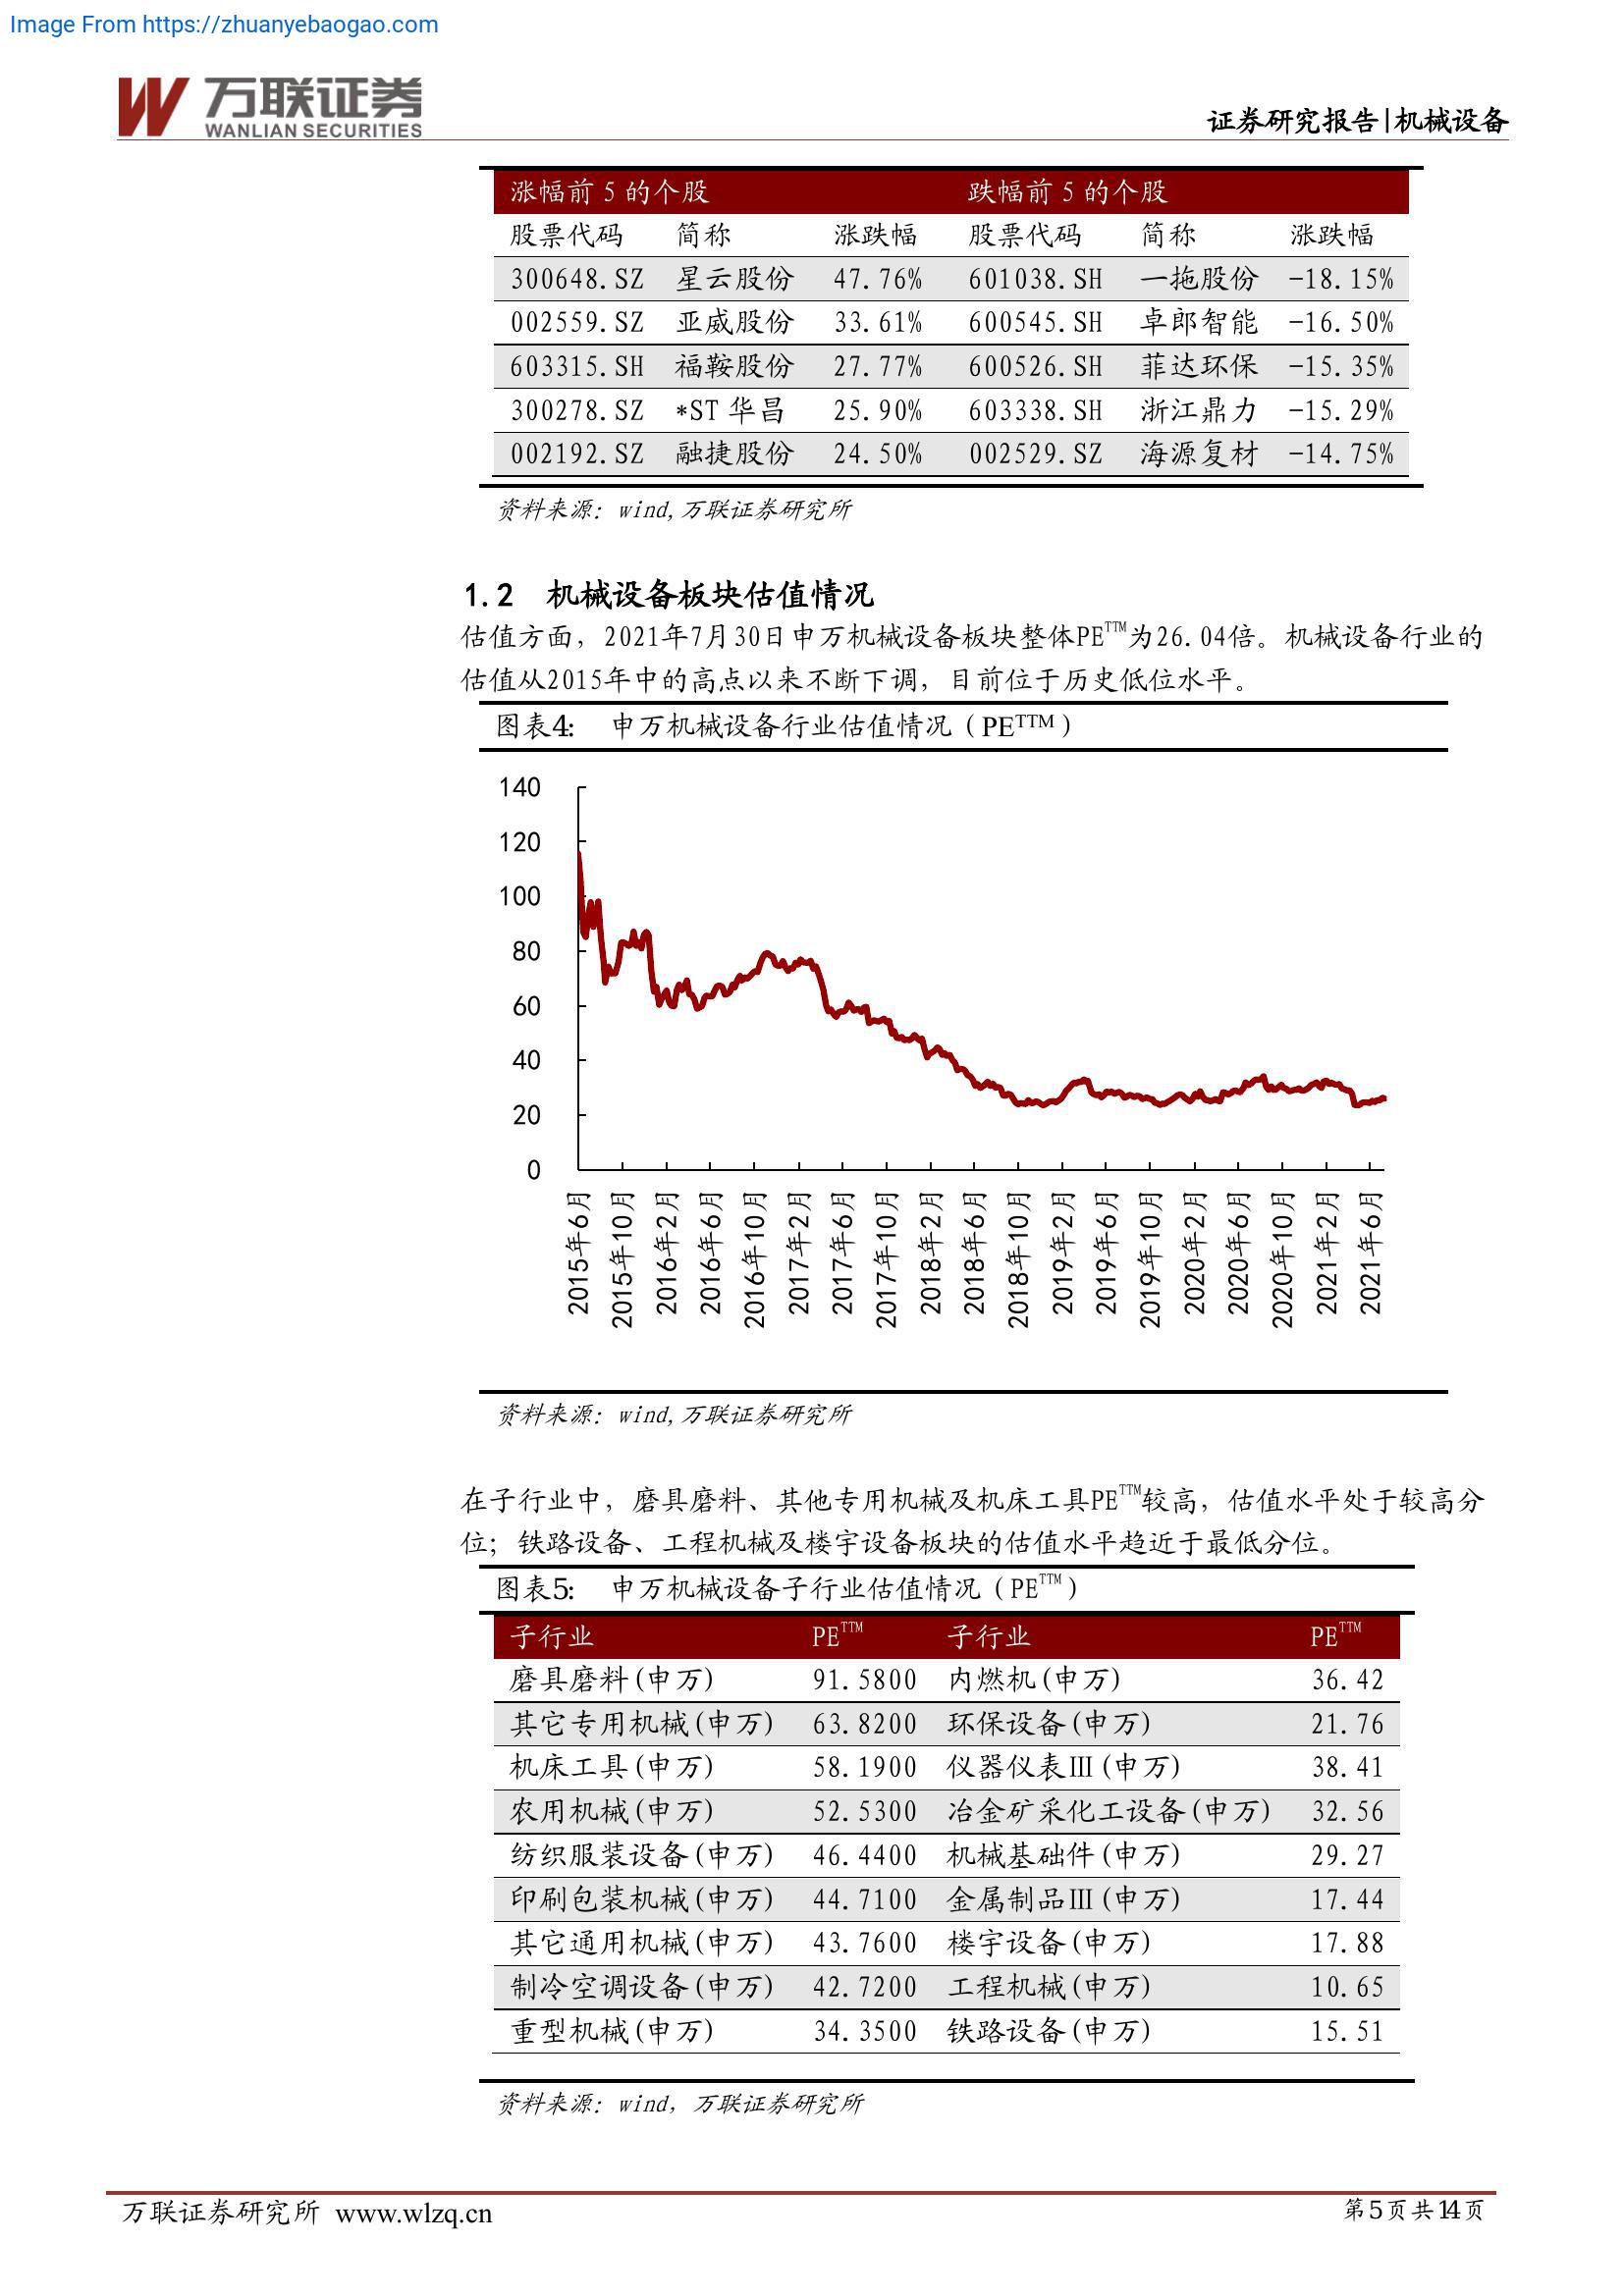 Image From https://zhuanyebaogao.com
万联证券
WANLIAN SECURITIES
证券研究报告|机械设备
涨幅前 5 的个股 跌幅前 5 的个股
股票代码 简称 涨跌幅 股票代码 简称 涨跌幅
300648.SZ 星云股份 47.76% 601038.SH 一拖股份 -18.15%
002559.SZ 亚威股份 33.61% 600545.SH 卓郎智能 -16.50%
603315.SH 福鞍股份 27.77% 600526.SH 菲达环保 -15.35%
300278.SZ *ST 华昌 25.90% 603338.SH 浙江鼎力 -15.29%
002192.SZ 融捷股份 24.50% 002529.SZ 海源复材 -14.75%
资料来源：wind,万联证券研究所
1.2 机械设备板块估值情况
估值方面，2021年7月30日申万机械设备板块整体PETTM为26.04倍。机械设备行业的
估值从2015年中的高点以来不断下调，目前位于历史低位水平。
图表4: 申万机械设备行业估值情况（PETTM）
140
120
100
80
60
40
20
0
2015年6月 2015年10月 2016年2月 2016年6月 2016年10月 2017年2月 2017年6月 2017年10月 2018年2月 2018年6月 2018年10月 2019年2月 2019年6月 2019年10月 2020年2月 2020年6月 2020年10月 2021年2月 2021年6月
资料来源：wind,万联证券研究所
在子行业中，磨具磨料、其他专用机械及机床工具PETTM较高，估值水平处于较高分
位；铁路设备、工程机械及楼宇设备板块的估值水平趋近于最低分位。
图表5: 申万机械设备子行业估值情况（PETTM）
子行业 PETTM 子行业 PETTM
磨具磨料(申万) 91.5800 内燃机(申万) 36.42
其它专用机械(申万) 63.8200 环保设备(申万) 21.76
机床工具(申万) 58.1900 仪器仪表Ⅲ(申万) 38.41
农用机械(申万) 52.5300 冶金矿采化工设备(申万) 32.56
纺织服装设备(申万) 46.4400 机械基础件(申万) 29.27
印刷包装机械(申万) 44.7100 金属制品Ⅲ(申万) 17.44
其它通用机械(申万) 43.7600 楼宇设备(申万) 17.88
制冷空调设备(申万) 42.7200 工程机械(申万) 10.65
重型机械(申万) 34.3500 铁路设备(申万) 15.51
资料来源：wind，万联证券研究所
万联证券研究所 www.wlzq.cn 第5页共14页